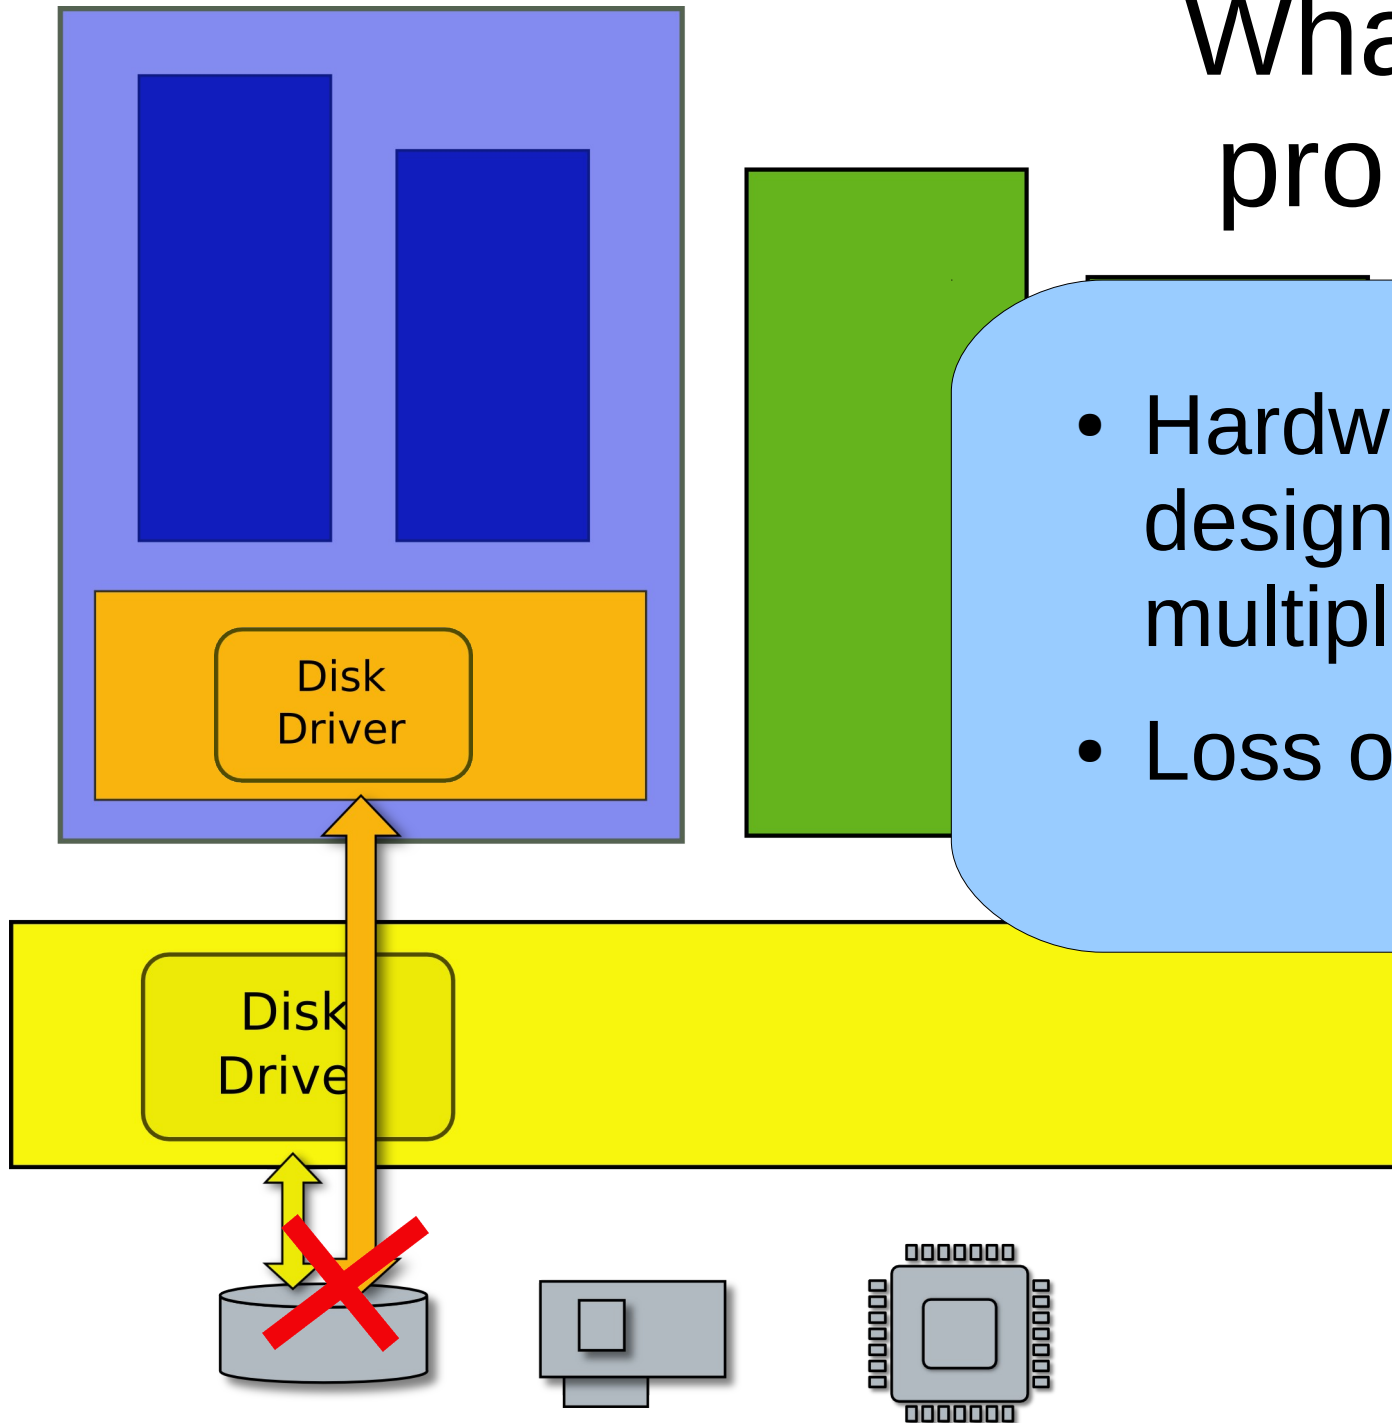 Wha
pro
• Hardw
design
multipl
• Loss o
Disk
Driver
Disk
Drive